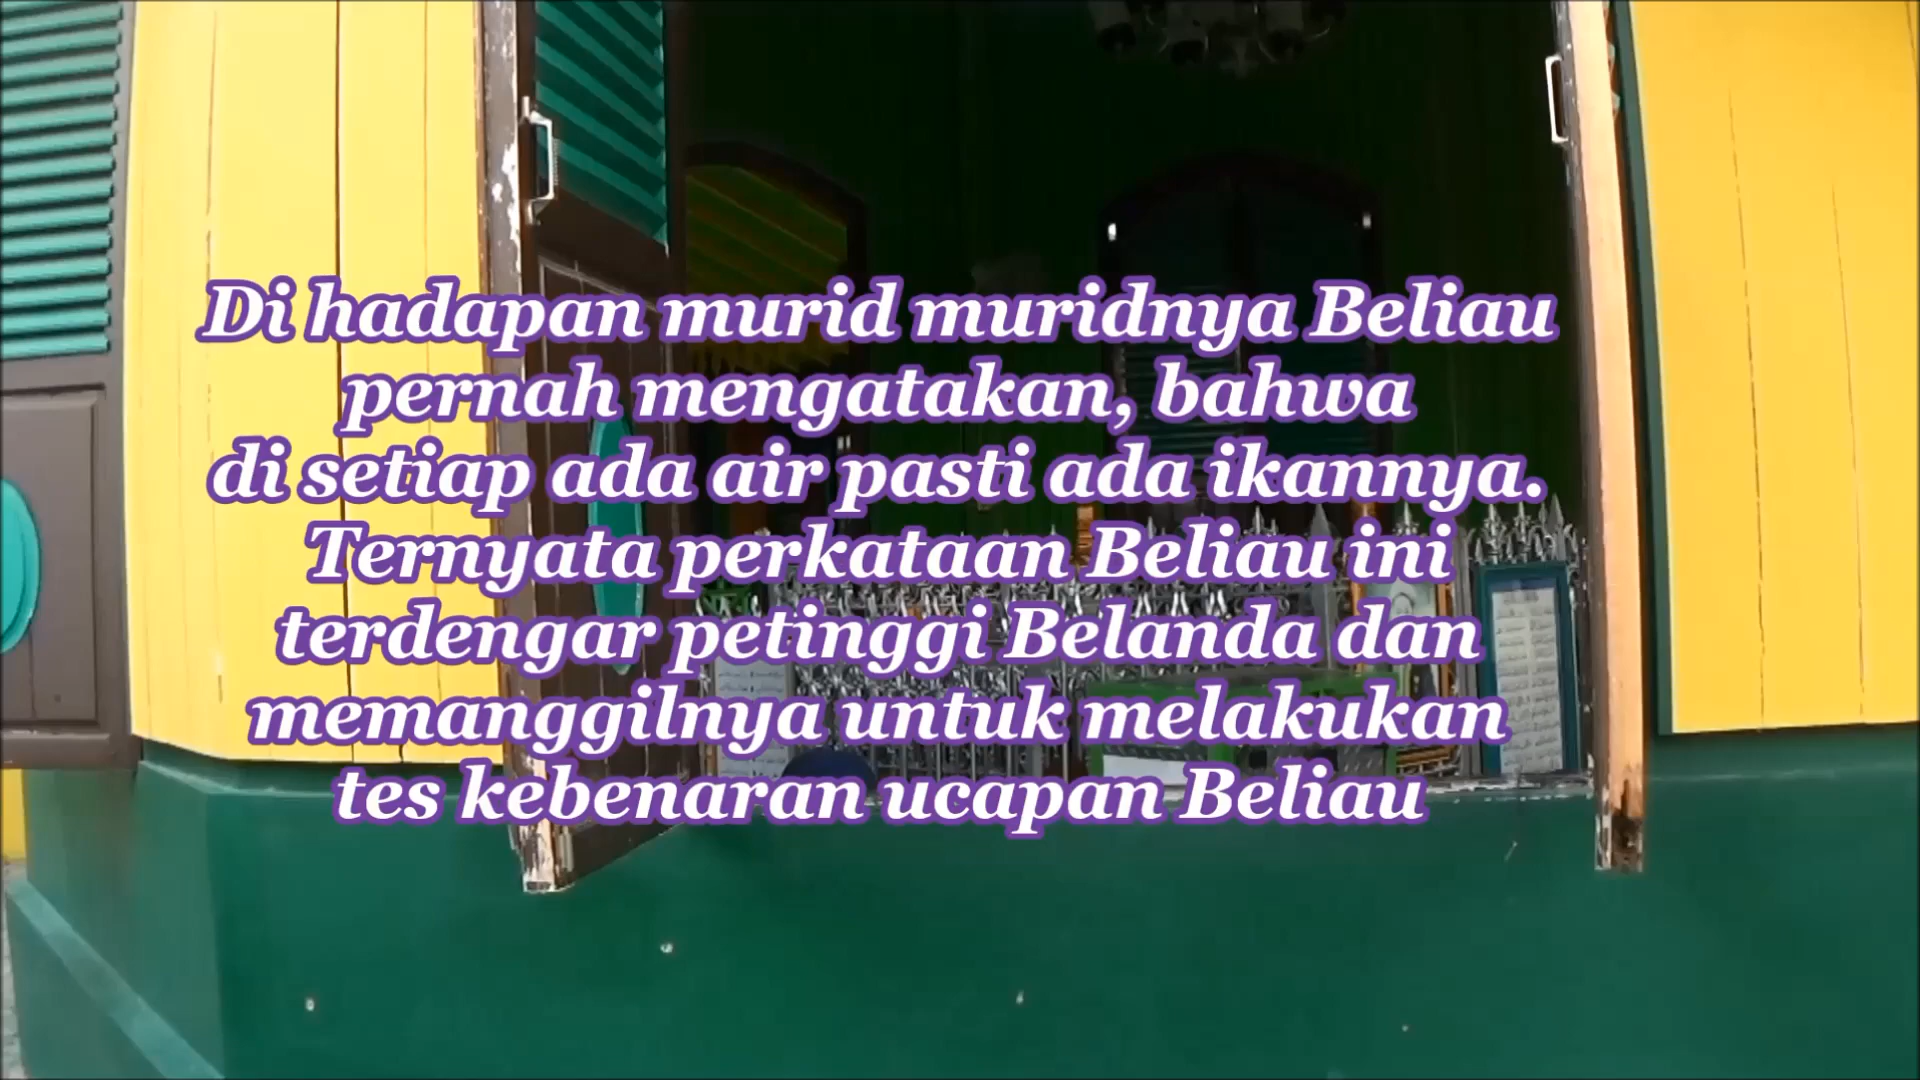 Di hadapan murid muridnya Beliau
pernah mengatakan, bahwa
di setiap ada air pasti ada ikannya.
Ternyata perkataan Beliau ini
terdengar petinggi Belanda dan
memanggilnya untuk melakukan
tes kebenaran ucapan Beliau